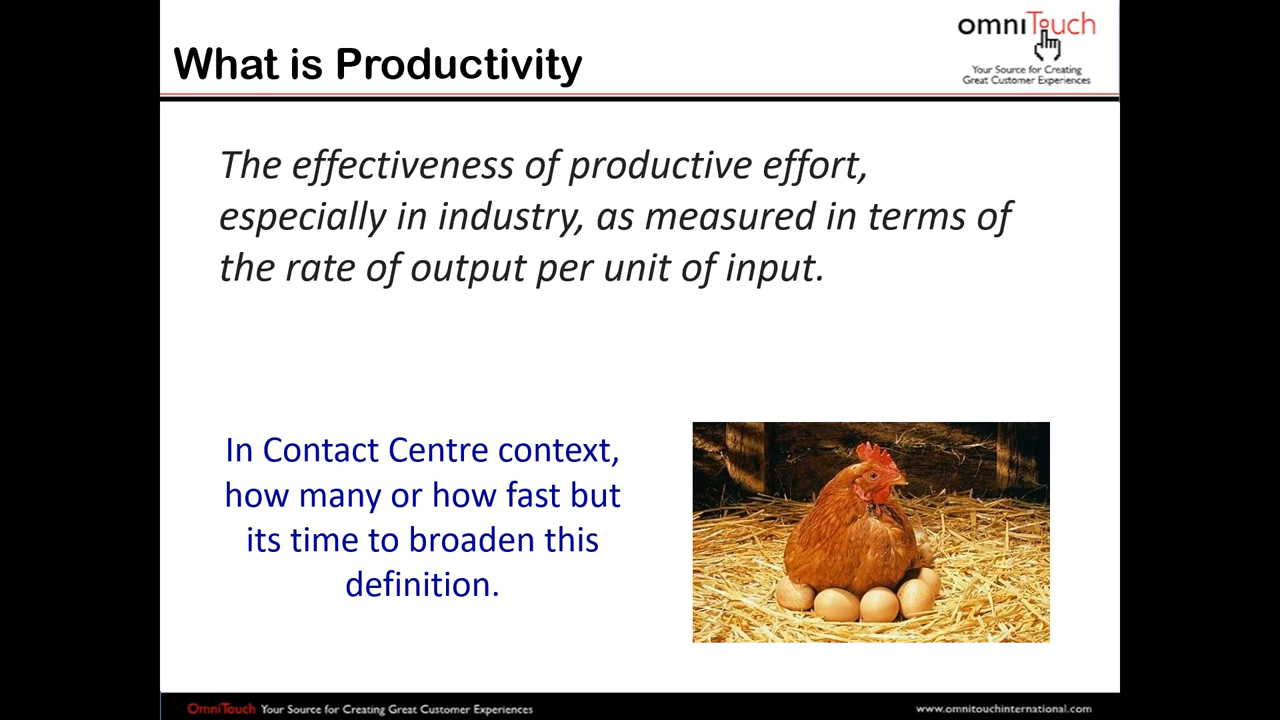 omniTouch
What is Productivity
Your Source for Creating
Great Customer Experiences
The effectiveness of productive effort,
especially in industry, as measured in terms of
the rate of output per unit of input.
In Contact Centre context,
how many or how fast but
its time to broaden this
definition.
OmniTouch Your Source for Creating Great Customer Experiences
www.omnitouchinternational.com